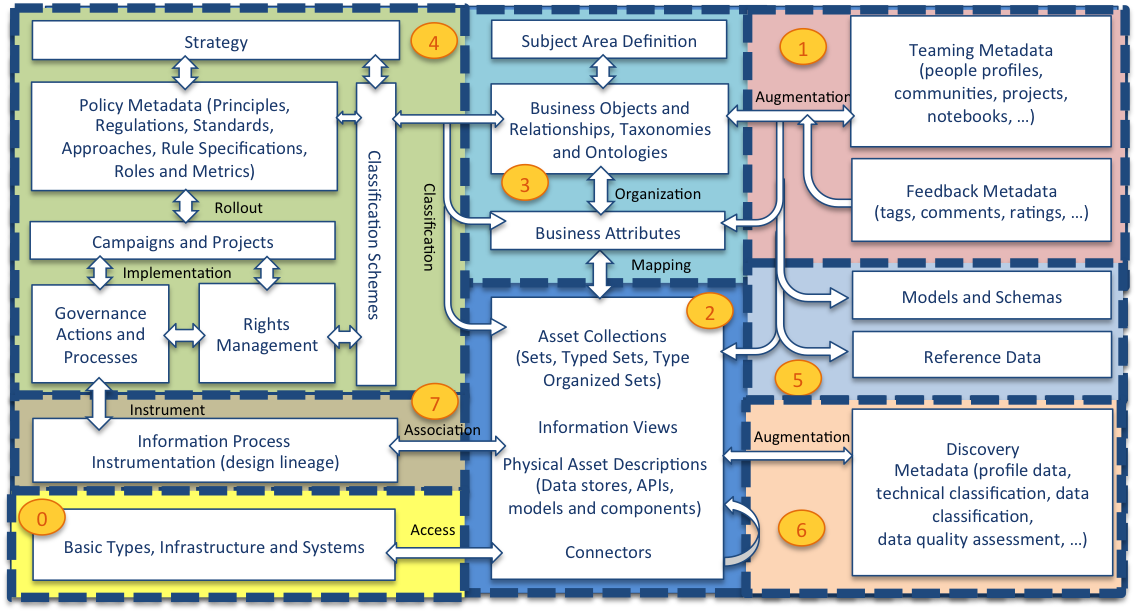 Strategy
4
Policy Metadata (Principles,
Regulations, Standards,
Approaches, Rule Specifications,
Roles and Metrics)
Rollout
Campaigns and Projects
Implementation
Governance
Actions and
Processes
Rights
Management
Classification Schemes
Classification
Subject Area Definition
Business Objects and
Relationships, Taxonomies
and Ontologies
3
Organization
Business Attributes
Mapping
1
Teaming Metadata
(people profiles,
communities, projects,
notebooks, ...)
Augmentation
Feedback Metadata
(tags, comments, ratings, ...)
Models and Schemas
Reference Data
5
2
Asset Collections
(Sets, Typed Sets, Type
Organized Sets)
Information Views
Physical Asset Descriptions
(Data stores, APIs,
models and components)
Connectors
Instrument
7
Association
Information Process
Instrumentation (design lineage)
0
Access
Basic Types, Infrastructure and Systems
Augmentation
6
Discovery
Metadata (profile data,
technical classification, data
classification,
data quality assessment, ...)